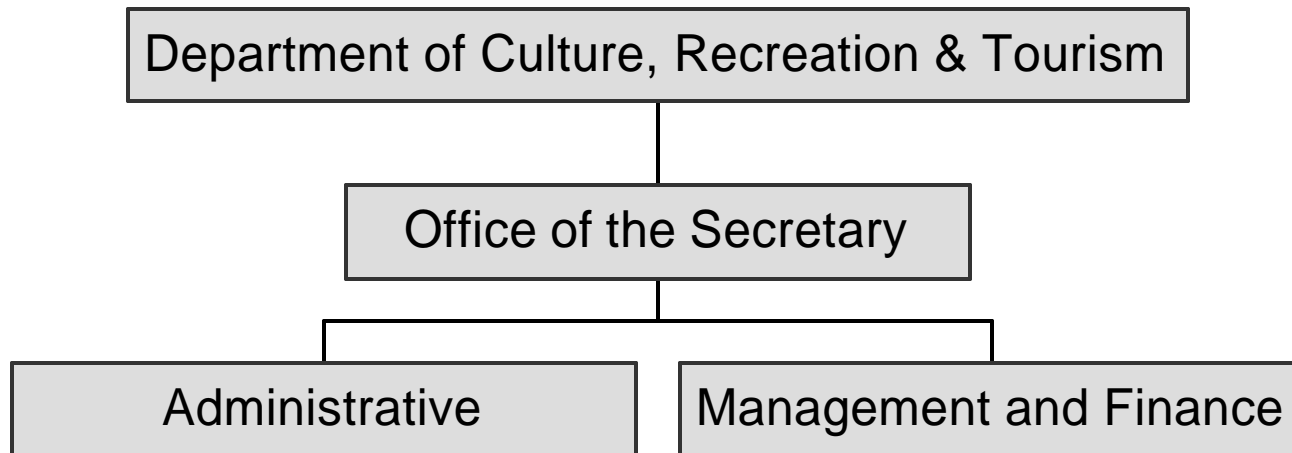 Department of Culture, Recreation & Tourism
Office of the Secretary
Administrative
Management and Finance